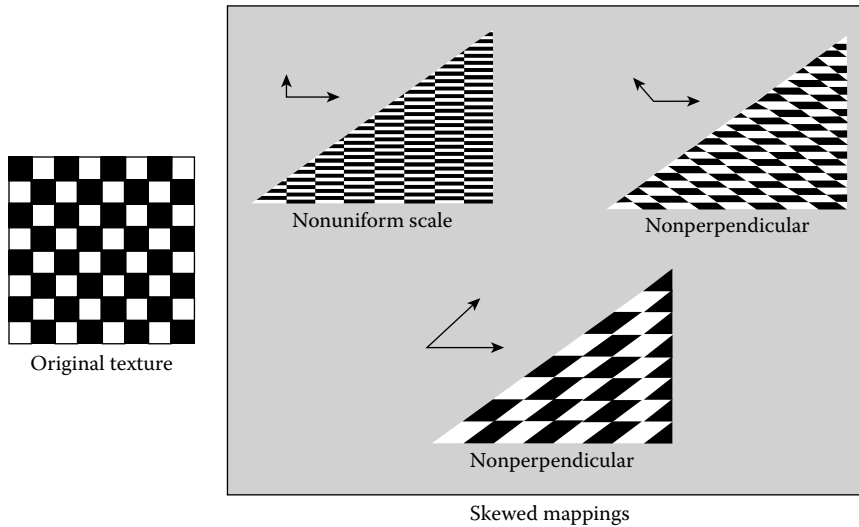 Nonuniform scale
Nonperpendicular
Original texture
Nonperpendicular
Skewed mappings